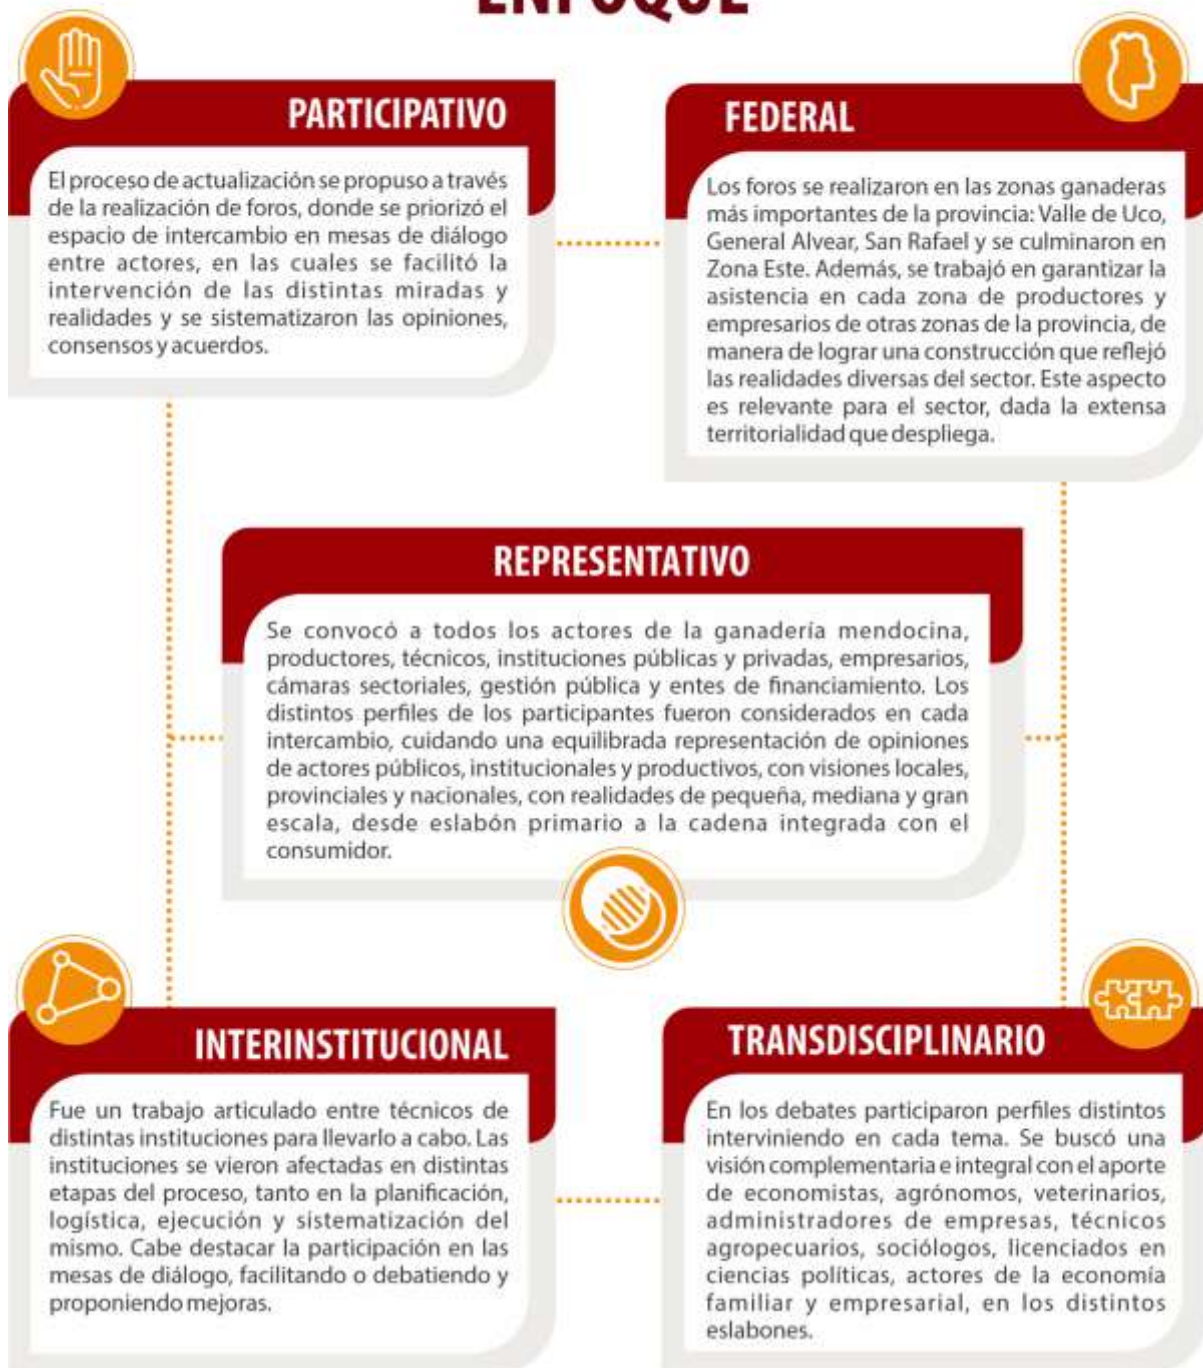 ENFOQUE
PARTICIPATIVO
El proceso de actualización se propuso a través
de la realización de foros, donde se priorizó el
espacio de intercambio en mesas de diálogo
entre actores, en las cuales se facilitó la
intervención de las distintas miradas y
realidades y se sistematizaron las opiniones,
consensos y acuerdos.
FEDERAL
Los foros se realizaron en las zonas ganaderas
más importantes de la provincia: Valle de Uco,
General Alvear, San Rafael y se culminaron en
Zona Este. Además, se trabajó en garantizar la
asistencia en cada zona de productores y
empresarios de otras zonas de la provincia, de
manera de lograr una construcción que reflejó
las realidades diversas del sector. Este aspecto
es relevante para el sector, dada la extensa
territorialidad que despliega.
REPRESENTATIVO
Se convocó a todos los actores de la ganadería mendocina,
productores, técnicos, instituciones públicas y privadas, empresarios,
cámaras sectoriales, gestión pública y entes de financiamiento. Los
distintos perfiles de los participantes fueron considerados en cada
intercambio, cuidando una equilibrada representación de opiniones
de actores públicos, institucionales y productivos, con visiones locales,
provinciales y nacionales, con realidades de pequeña, mediana y gran
escala, desde eslabón primario a la cadena integrada con el
consumidor.
INTERINSTITUCIONAL
Fue un trabajo articulado entre técnicos de
distintas instituciones para llevarlo a cabo. Las
instituciones se vieron afectadas en distintas
etapas del proceso, tanto en la planificación,
logística, ejecución y sistematización del
mismo. Cabe destacar la participación en las
mesas de diálogo, facilitando o debatiendo y
proponiendo mejoras.
TRANSDISCIPLINARIO
En los debates participaron perfiles distintos
interviniendo en cada tema. Se buscó una
visión complementaria e integral con el aporte
de economistas, agrónomos, veterinarios,
administradores de empresas, técnicos
agropecuarios, sociólogos, licenciados en
ciencias políticas, actores de la economía
familiar y empresarial, en los distintos
eslabones.